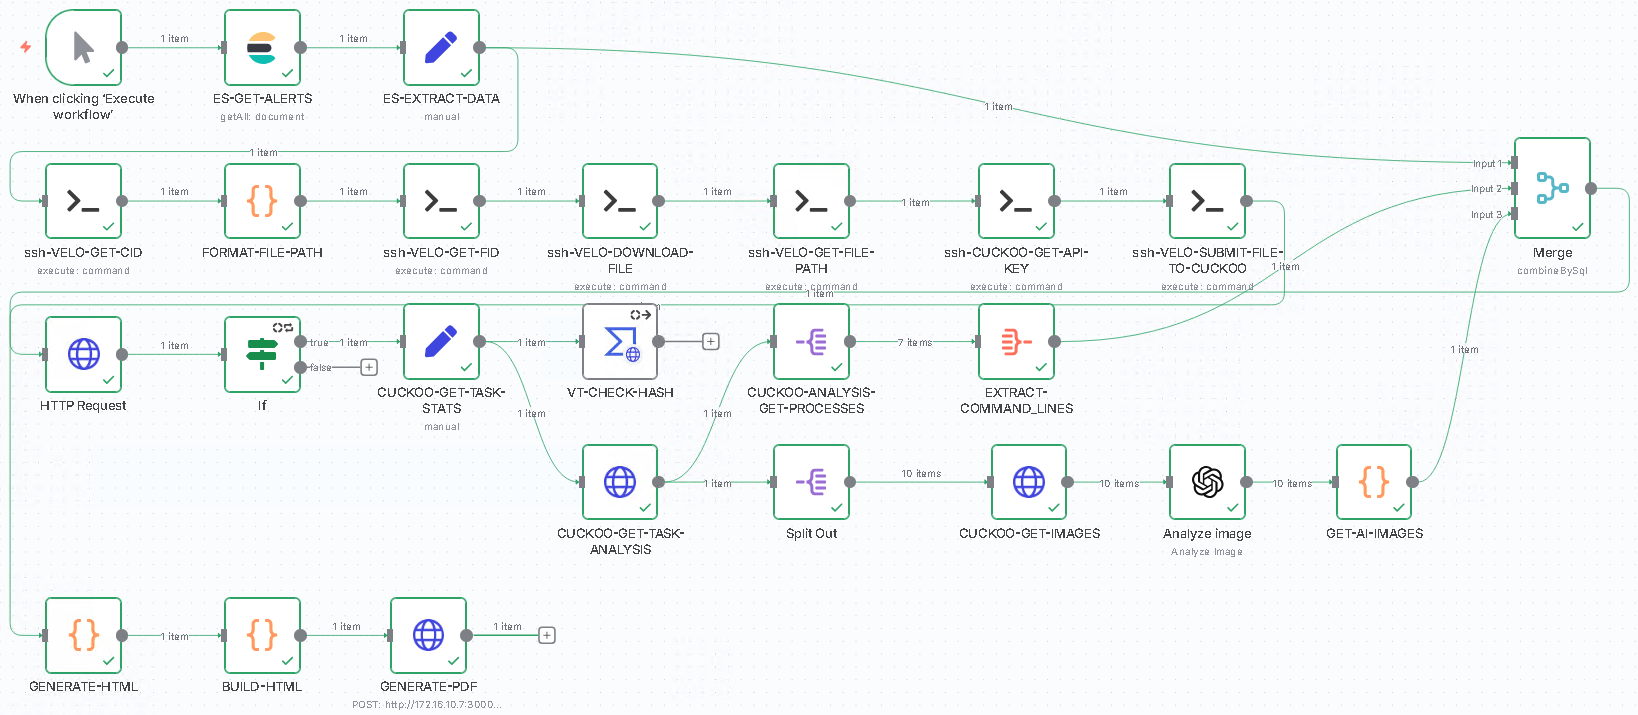 1 item
1 item
When clicking ‘Execute
workflow’
ES-GET-ALERTS
getAll: document
ES-EXTRACT-DATA
manual
1 item
1 item
Input 1
Input 2
Input 3
Merge
combineBySql
1 item
1 item
1 item
1 item
1 item
1 item
ssh-VELO-GET-CID
execute: command
FORMAT-FILE-PATH
ssh-VELO-GET-FID
execute: command
ssh-VELO-DOWNLOAD-
FILE
execute: command
ssh-VELO-GET-FILE-
PATH
execute: command
ssh-CUCKOO-GET-API-
KEY
execute: command
ssh-VELO-SUBMIT-FILE-
TO-CUCKOO
execute: command
1 item
1 item
1 item
true
1 item
false
1 item
7 items
1 item
HTTP Request
If
CUCKOO-GET-TASK-
STATS
manual
VT-CHECK-HASH
CUCKOO-ANALYSIS-
GET-PROCESSES
EXTRACT-
COMMAND_LINES
1 item
1 item
1 item
10 items
10 items
10 items
CUCKOO-GET-TASK-
ANALYSIS
Split Out
CUCKOO-GET-IMAGES
Analyze image
Analyze Image
GET-AI-IMAGES
1 item
1 item
1 item
GENERATE-HTML
BUILD-HTML
GENERATE-PDF
POST: http://172.16.10.7:3000...